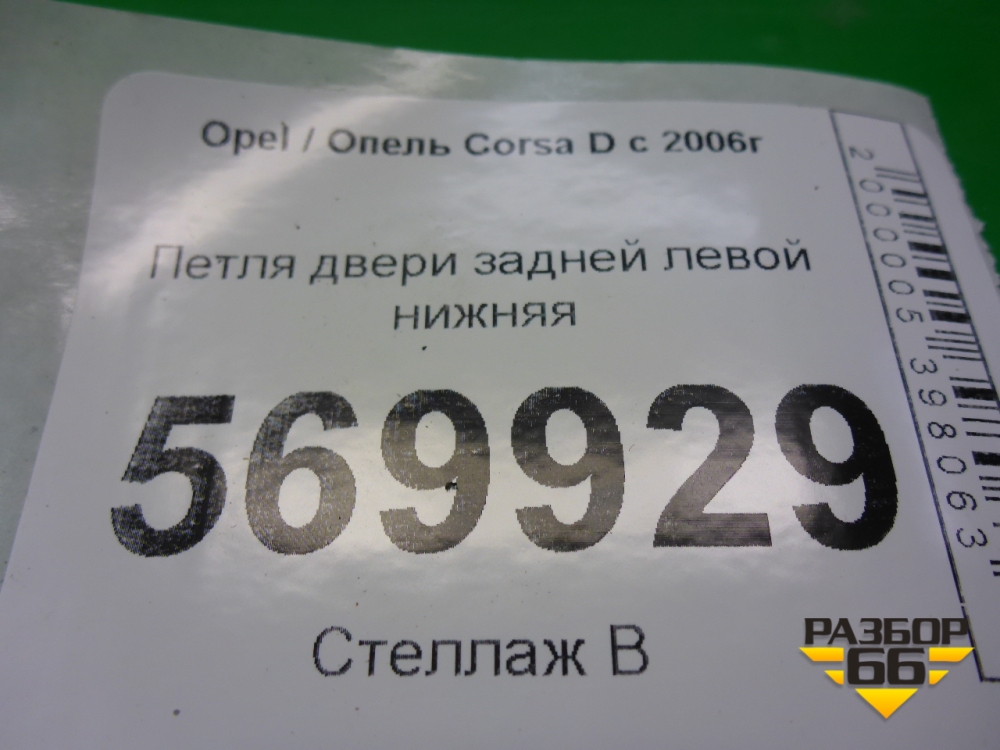 Opel / Опель Corsa D с 2006г
Петля двери задней левой
нижняя
569929
Стеллаж В
2000005398063
РАЗБОР
66